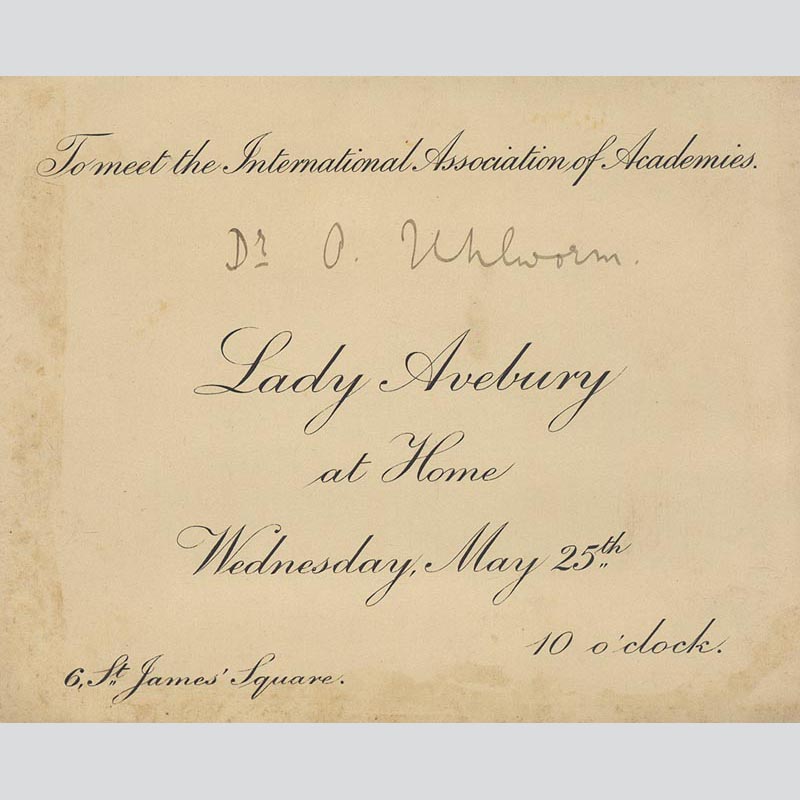 To meet the International Association of Academies.
Dr O. Uhlworm.
Lady Avebury
at Home
Wednesday, May 25th
10 o'clock.
6, St James' Square.